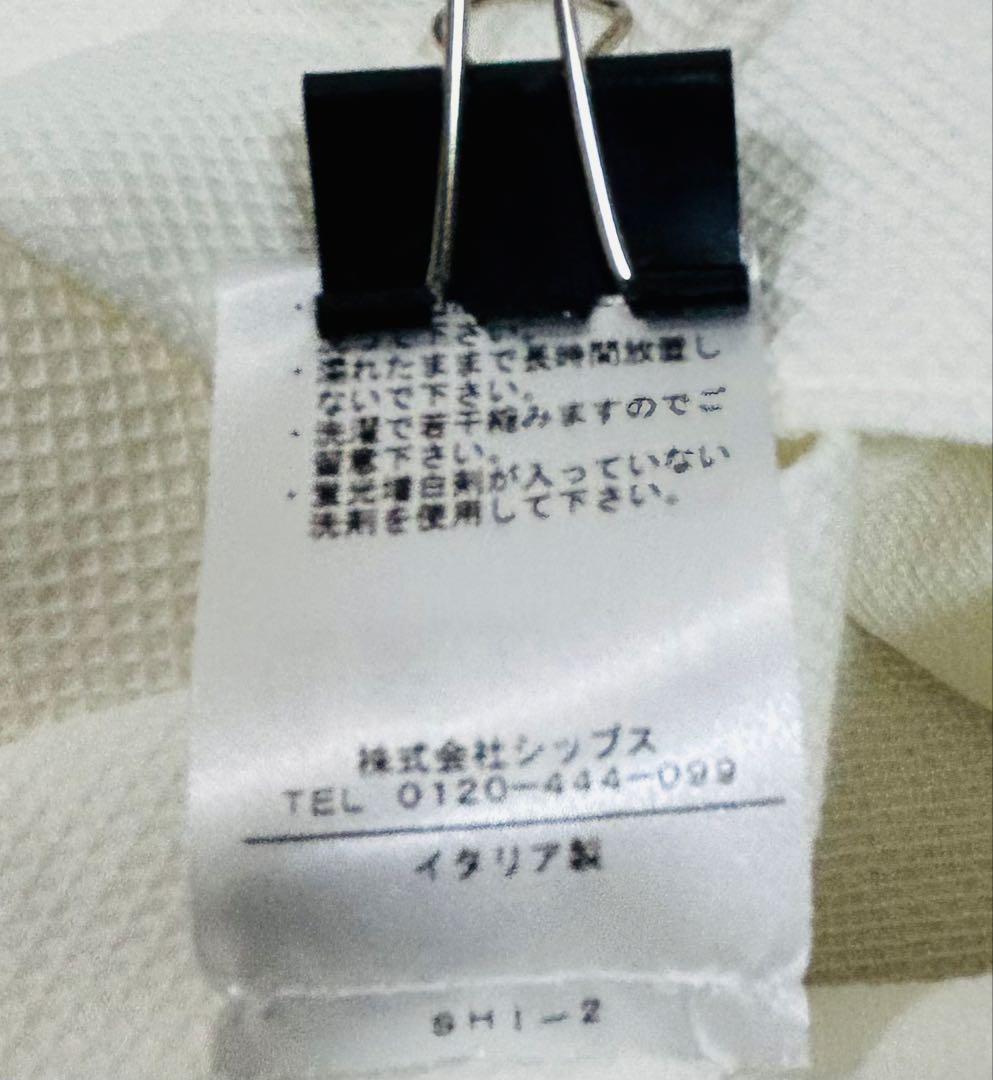 て下さい。
・濡れたままで長時間放置し
ないで下さい。
・洗濯で若干縮みますのでご
留意下さい。
・蛍光増白剤が入っていない
洗剤を使用して下さい。
株式会社シップス
TEL 0120-444-099
イタリア製
SHI-2